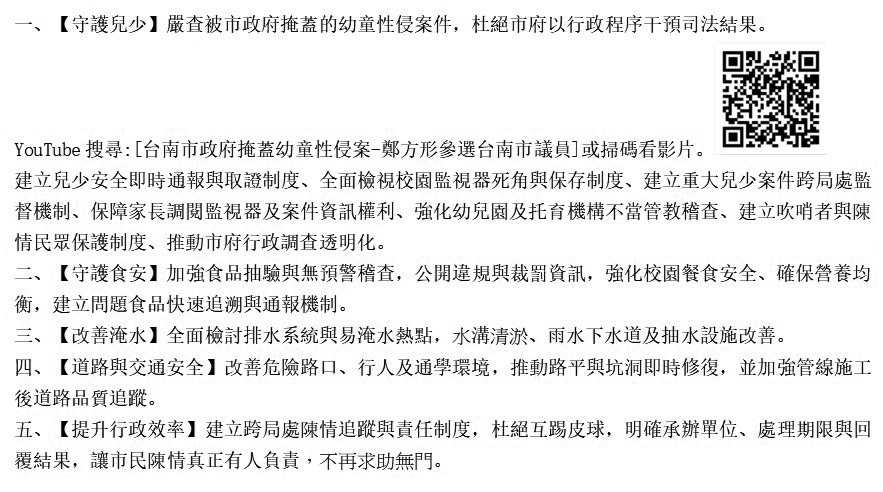 一、【守護兒少】嚴查被市政府掩蓋的幼童性侵案件，杜絕市府以行政程序干預司法結果。
YouTube 搜尋:[台南市政府掩蓋幼童性侵案-鄭方形參選台南市議員]或掃碼看影片。
建立兒少安全即時通報與取證制度、全面檢視校園監視器死角與保存制度、建立重大兒少案件跨局處監
督機制、保障家長調閱監視器及案件資訊權利、強化幼兒園及托育機構不當管教稽查、建立吹哨者與陳
情民眾保護制度、推動市府行政調查透明化。
二、【守護食安】加強食品抽驗與無預警稽查，公開違規與裁罰資訊，強化校園餐食安全、確保營養均
衡，建立問題食品快速追溯與通報機制。
三、【改善淹水】全面檢討排水系統與易淹水熱點，水溝清淤、雨水下水道及抽水設施改善。
四、【道路與交通安全】改善危險路口、行人及通學環境，推動路平與坑洞即時修復，並加強管線施工
後道路品質追蹤。
五、【提升行政效率】建立跨局處陳情追蹤與責任制度，杜絕互踢皮球，明確承辦單位、處理期限與回
覆結果，讓市民陳情真正有人負責，不再求助無門。